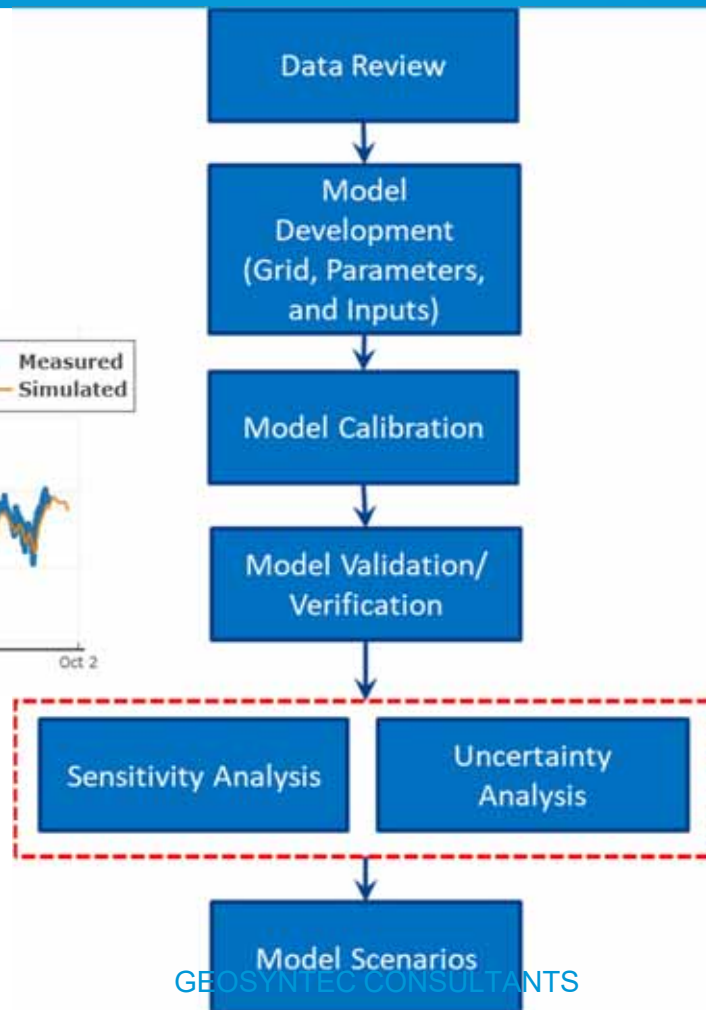 Data Review
Model
Development
(Grid, Parameters,
and Inputs)
Measured
Simulated
Model Calibration
Model Validation/
Verification
Oct 2
Sensitivity Analysis
Uncertainty
Analysis
Model Scenarios
GEOSYNTEC CONSULTANTS